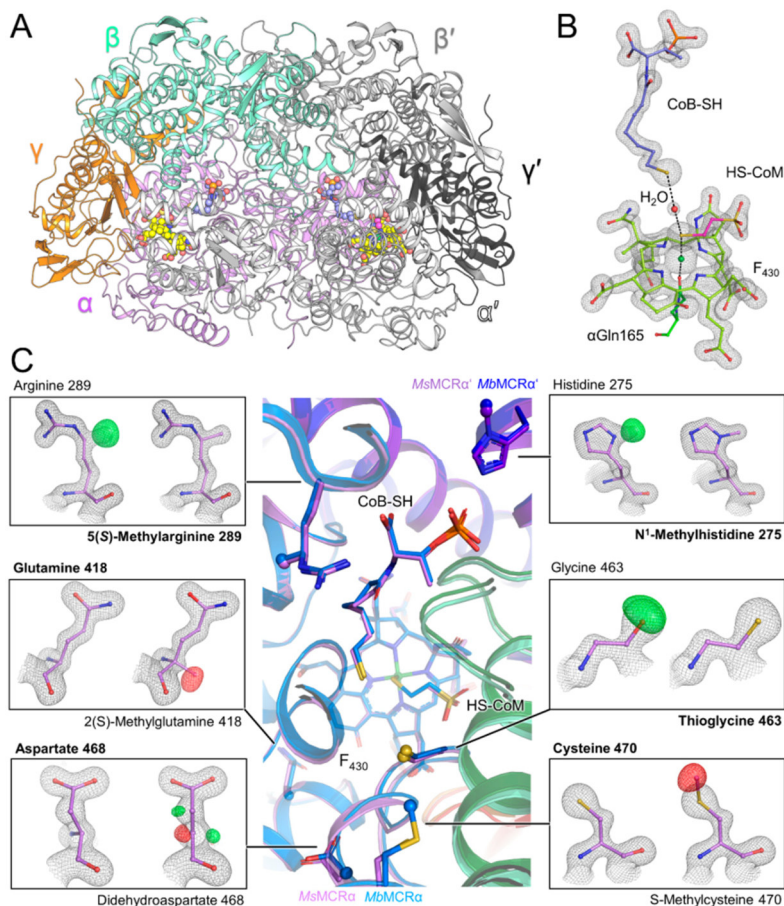 A
β
β′
γ
γ′
α
α′
B
CoB-SH
HS-CoM
H₂O
F₄₃₀
αGln165
C
Arginine 289
5(S)-Methylarginine 289
Glutamine 418
2(S)-Methylglutamine 418
Aspartate 468
Didehydroaspartate 468
MsMCRα′ MbMCRα′
CoB-SH
HS-CoM
F₄₃₀
MsMCRα MbMCRα
Histidine 275
N¹-Methylhistidine 275
Glycine 463
Thioglycine 463
Cysteine 470
S-Methylcysteine 470